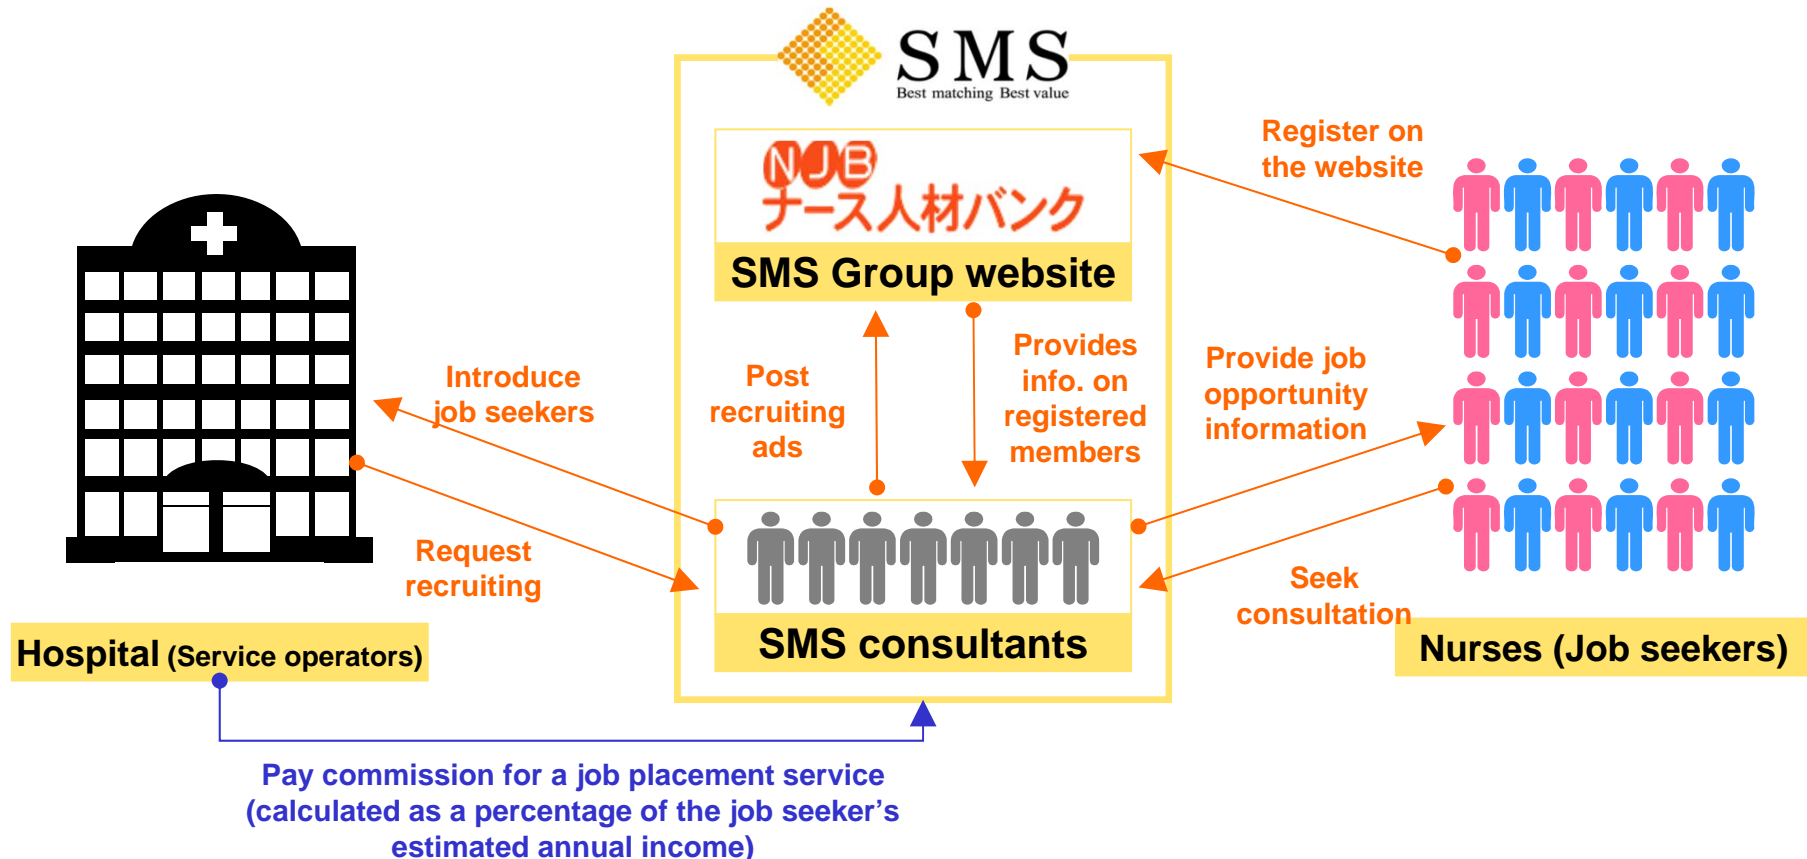 SMS
Best matching Best value
NJB
ナース人材バンク
SMS Group website
Register on
the website
Introduce
job seekers
Post
recruiting
ads
Provides
info. on
registered
members
Provide job
opportunity
information
Request
recruiting
Seek
consultation
SMS consultants
Hospital (Service operators)
Nurses (Job seekers)
Pay commission for a job placement service
(calculated as a percentage of the job seeker’s
estimated annual income)